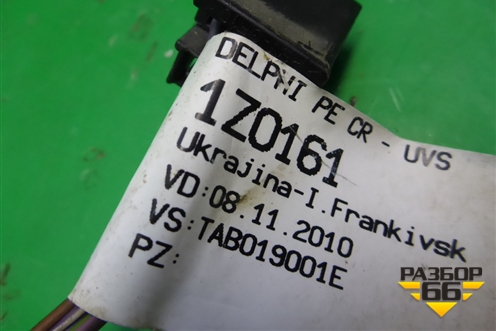 DELPHI PE CR - UVS
1Z0161
Ukrajina-I.Frankivsk
VD:08.11.2010
VS:TAB019001E
PZ:
РАЗБОР
66